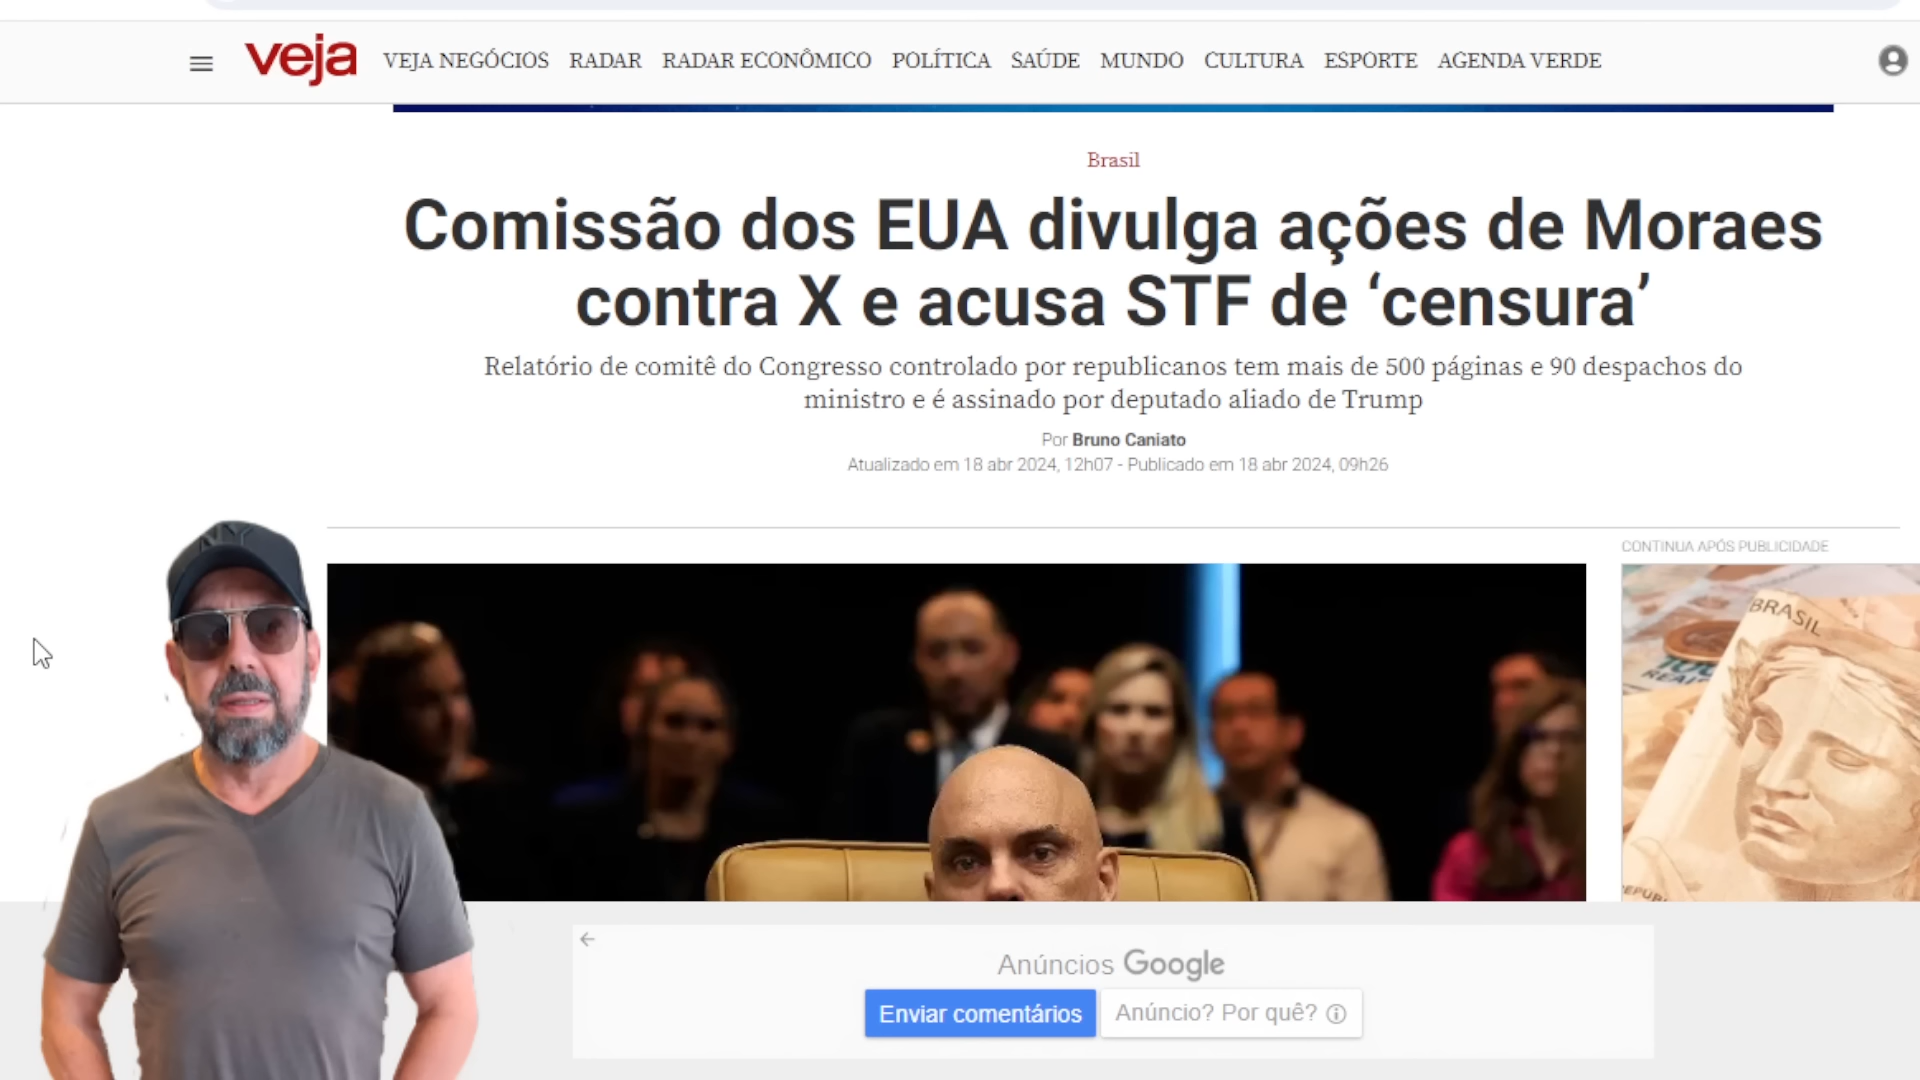 veja VEJA NEGÓCIOS RADAR RADAR ECONÔMICO POLÍTICA SAÚDE MUNDO CULTURA ESPORTE AGENDA VERDE
Brasil
Comissão dos EUA divulga ações de Moraes
contra X e acusa STF de ‘censura’
Relatório de comitê do Congresso controlado por republicanos tem mais de 500 páginas e 90 despachos do
ministro e é assinado por deputado aliado de Trump
Por Bruno Caniato
Atualizado em 18 abr 2024, 12h07 - Publicado em 18 abr 2024, 09h26
CONTINUA APÓS PUBLICIDADE
NY
BRASIL
100
REAIS
Anúncios Google
Enviar comentários
Anúncio? Por quê?